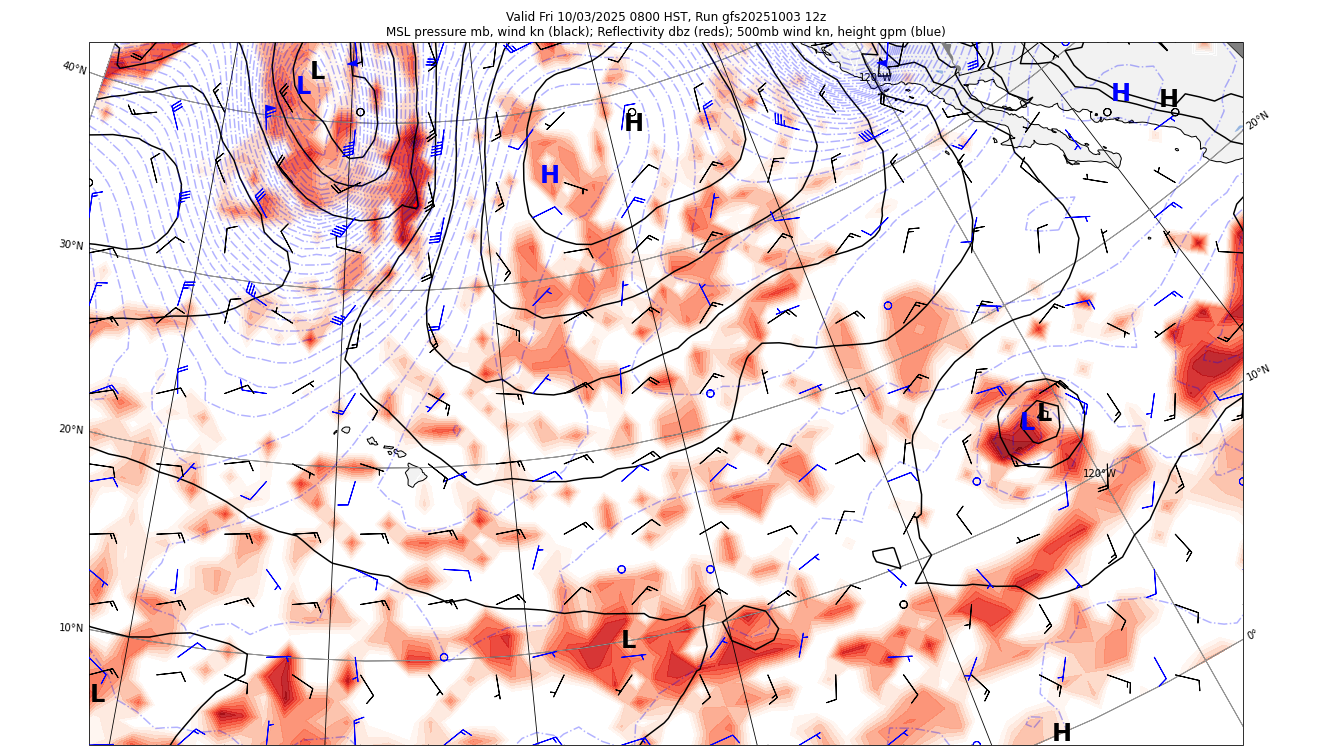 Valid Fri 10/03/2025 0800 HST, Run gfs20251003 12z
MSL pressure mb, wind kn (black); Reflectivity dbz (reds); 500mb wind kn, height gpm (blue)
40°N
L
L
120°W
H
H
20°N
H
H
30°N
10°N
20°N
L
L
120°W
10°N
0°
L
L
H